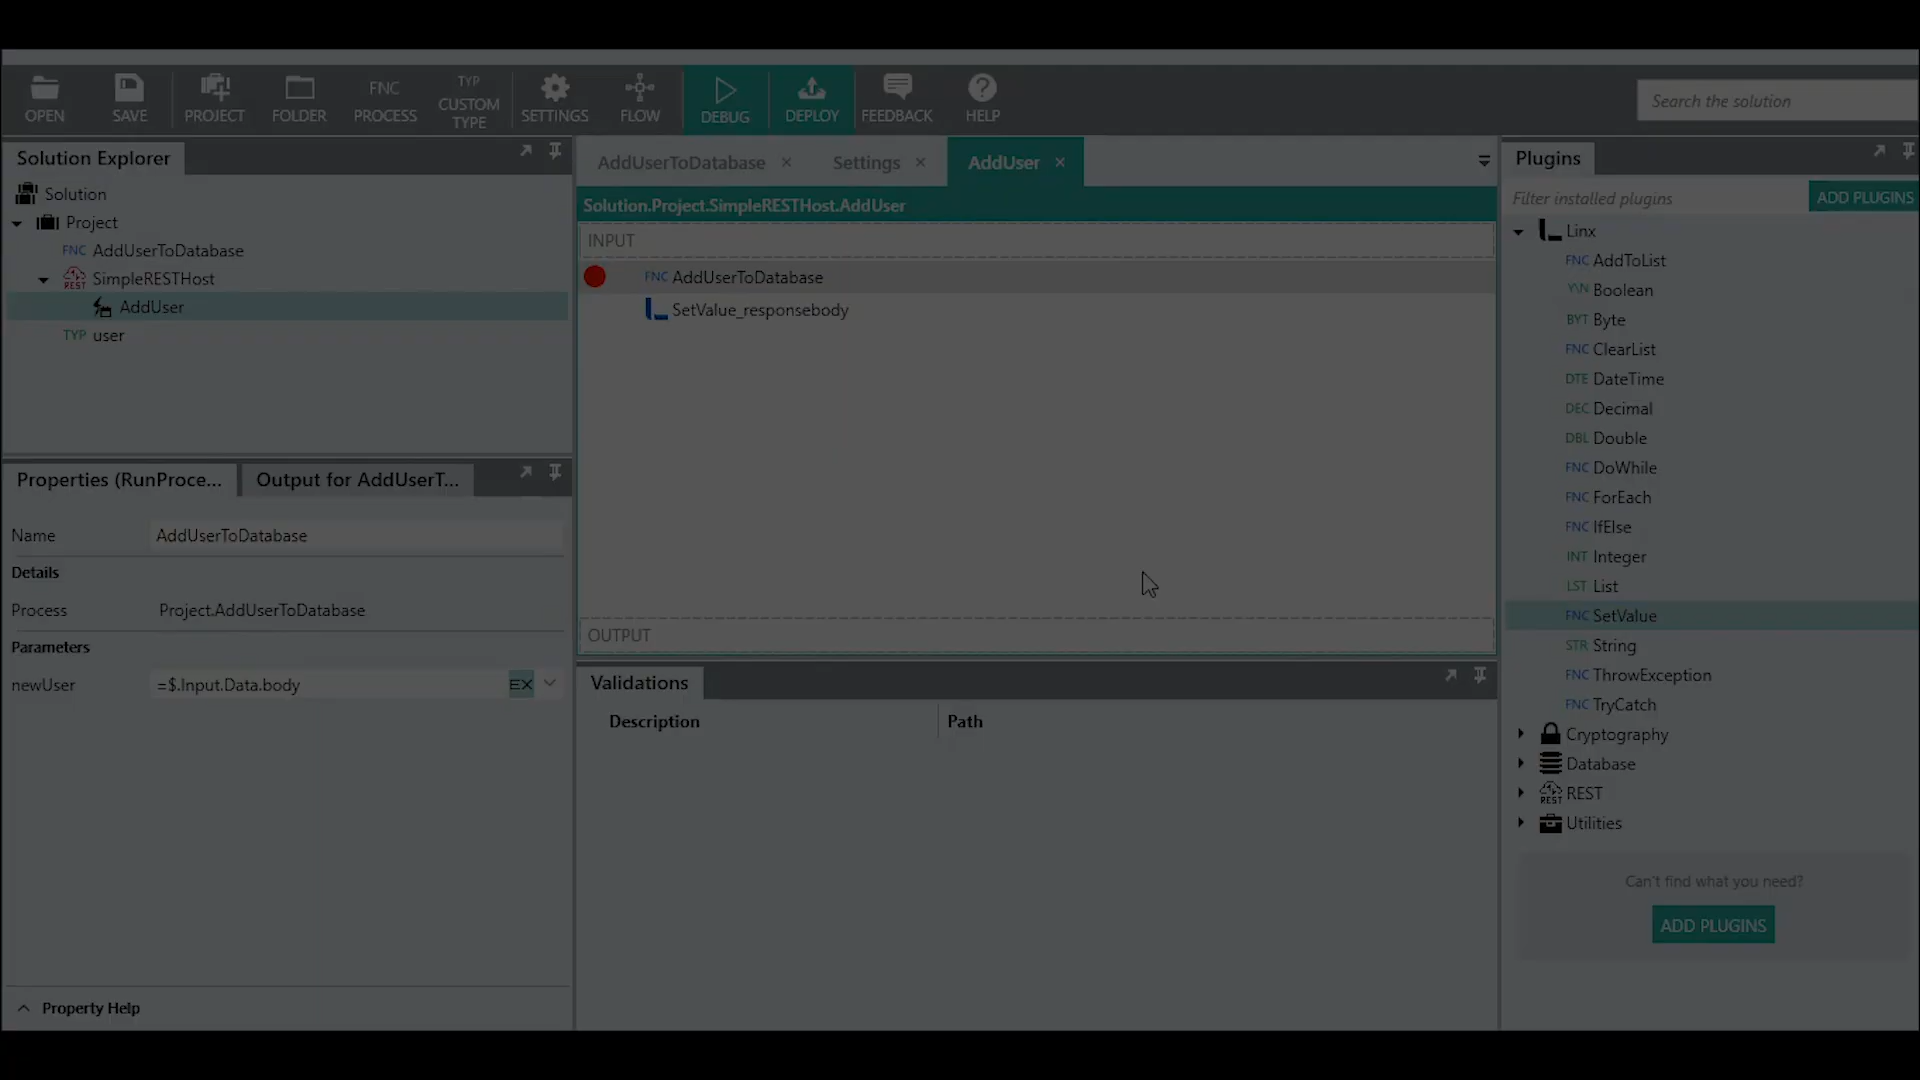 OPEN
SAVE
PROJECT
FOLDER
FNC
PROCESS
TYP
CUSTOM
TYPE
SETTINGS
FLOW
DEBUG
DEPLOY
FEEDBACK
HELP
Search the solution
Solution Explorer
Solution
Project
FNC AddUserToDatabase
REST SimpleRESTHost
AddUser
TYP user
Properties (RunProce...
Output for AddUserT...
Name AddUserToDatabase
Details
Process Project.AddUserToDatabase
Parameters
newUser =$.Input.Data.body EX
Property Help
AddUserToDatabase
Settings
AddUser
Solution.Project.SimpleRESTHost.AddUser
INPUT
FNC AddUserToDatabase
SetValue_responsebody
OUTPUT
Validations
Description Path
Plugins
Filter installed plugins
ADD PLUGINS
Linx
FNC AddToList
Y\N Boolean
BYT Byte
FNC ClearList
DTE DateTime
DEC Decimal
DBL Double
FNC DoWhile
FNC ForEach
FNC IfElse
INT Integer
LST List
FNC SetValue
STR String
FNC ThrowException
FNC TryCatch
Cryptography
Database
REST REST
Utilities
Can't find what you need?
ADD PLUGINS